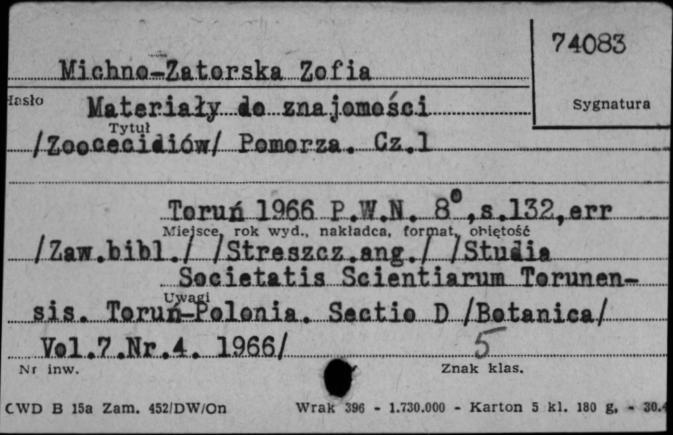 74083
Michno-Zatorska Zofia
Hasło Materiały do znajomości Sygnatura
Tytuł
/Zoocecidiów/ Pomorza. Cz.1
Toruń 1966 P.W.N. 8°,s.132,err
Miejsce, rok wyd., nakładca, format, objętość
/Zaw.bibl./ /Streszcz.ang./ /Studia
Societatis Scientiarum Torunen-
Uwagi
sis. Toruń-Polonia. Sectio D /Botanica/
Vol.7.Nr.4. 1966/ 5
Nr inw. Znak klas.
CWD B 15a Zam. 452/DW/On Wrak 396 - 1.730.000 - Karton 5 kl. 180 g. - 30.